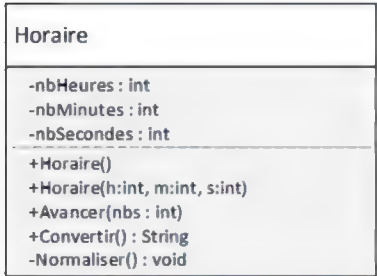 Horaire
-nbHeures : int
-nbMinutes : int
-nbSecondes : int
+Horaire()
+Horaire(h:int, m:int, s:int)
+Avancer(nbs : int)
+Convertir() : String
-Normaliser() : void